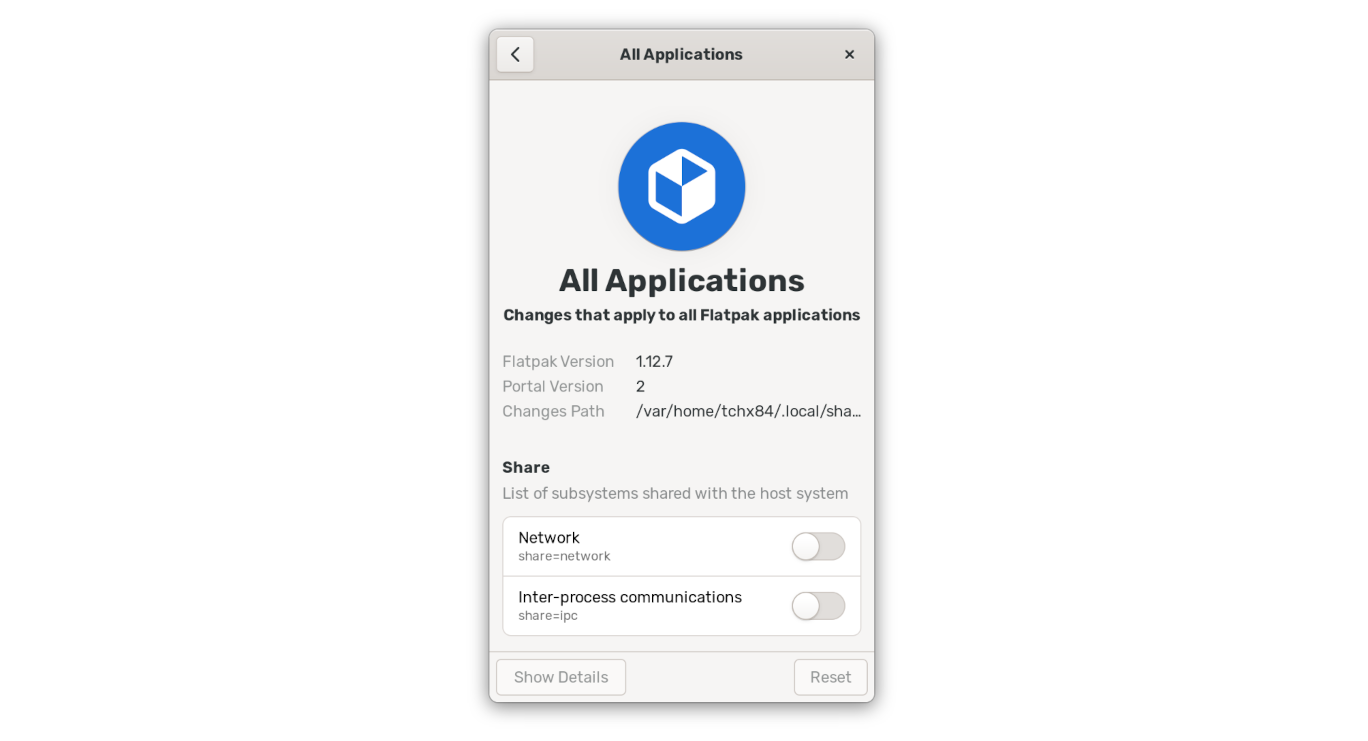 All Applications
All Applications
Changes that apply to all Flatpak applications
Flatpak Version 1.12.7
Portal Version 2
Changes Path /var/home/tchx84/.local/sha…
Share
List of subsystems shared with the host system
Network
share=network
Inter-process communications
share=ipc
Show Details Reset